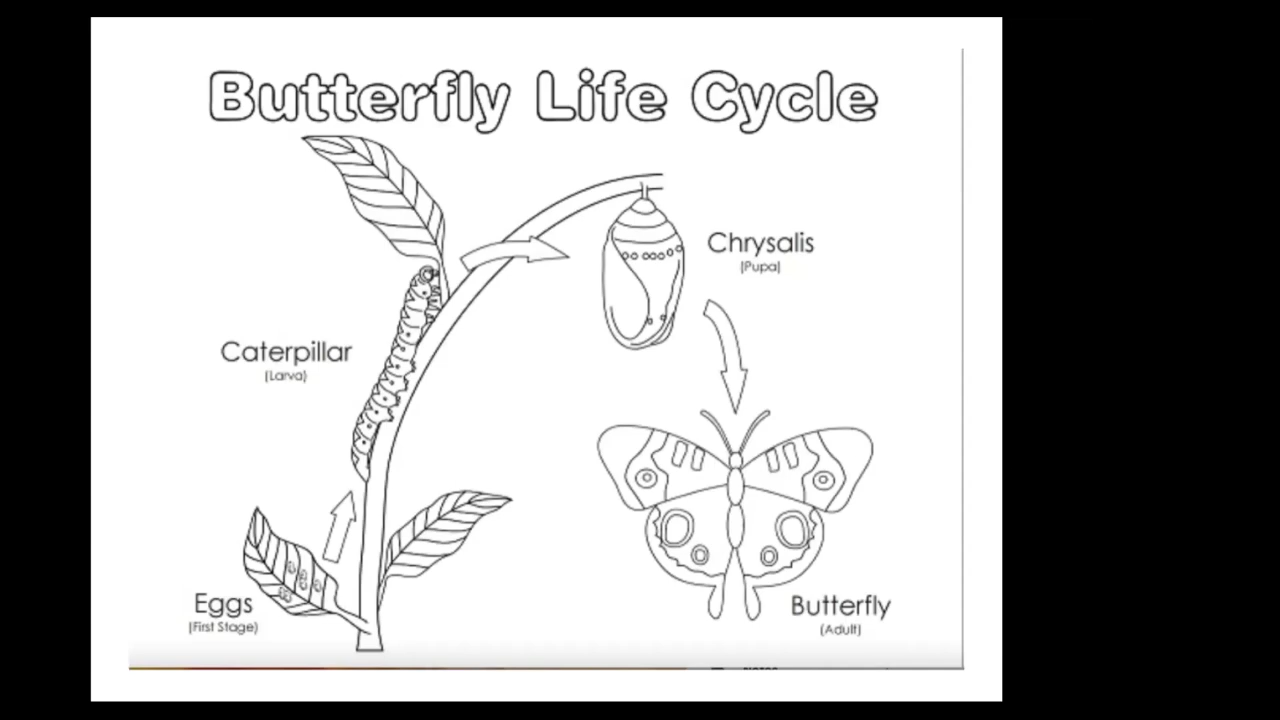 Butterfly Life Cycle
Chrysalis
(Pupa)
Caterpillar
(Larva)
Eggs
(First Stage)
Butterfly
(Adult)